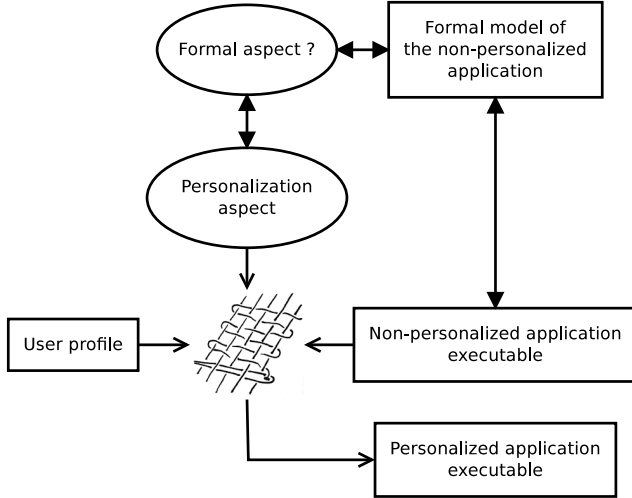 Formal aspect ?
Formal model of
the non-personalized
application
Personalization
aspect
User profile
Non-personalized application
executable
Personalized application
executable